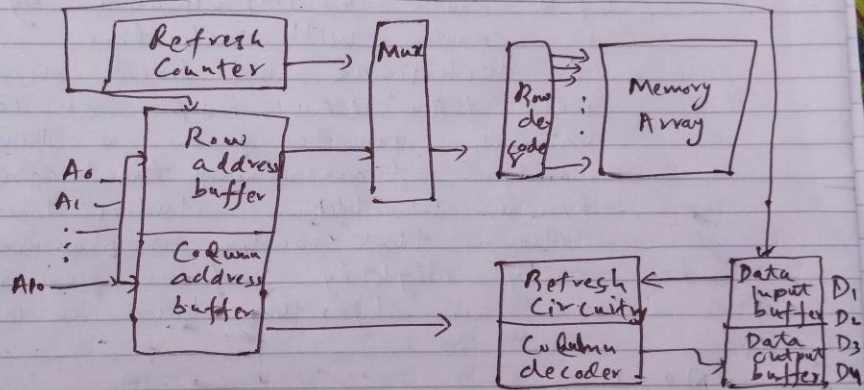 Refresh
Counter
Mux
Row
de
coder
Memory
Array
Row
address
buffer
A0
A1
:
:
A10
Column
address
buffer
Refresh
Circuitry
Column
decoder
Data
Input
buffer
Data
output
buffer
D1
D2
D3
D4